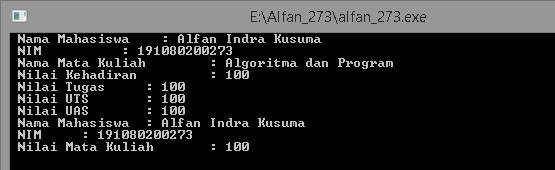 E:\Alfan_273\alfan_273.exe
Nama Mahasiswa : Alfan Indra Kusuma
NIM : 191080200273
Nama Mata Kuliah : Algoritma dan Program
Nilai Kehadiran : 100
Nilai Tugas : 100
Nilai UTS : 100
Nilai UAS : 100
Nama Mahasiswa : Alfan Indra Kusuma
NIM : 191080200273
Nilai Mata Kuliah : 100